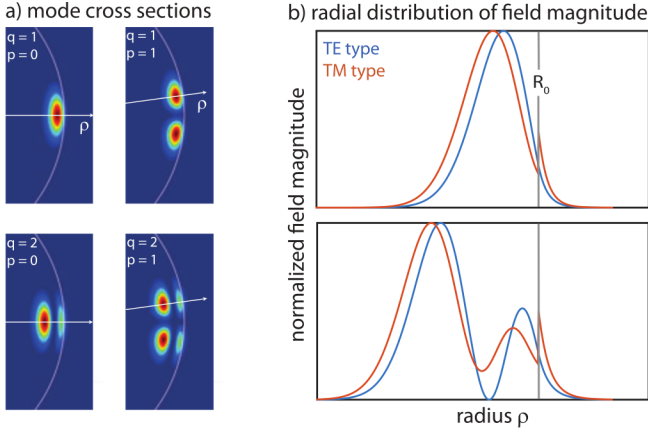 a) mode cross sections
q = 1
p = 0
ρ
q = 1
p = 1
ρ
q = 2
p = 0
q = 2
p = 1
b) radial distribution of field magnitude
TE type
TM type
R₀
normalized field magnitude
radius ρ